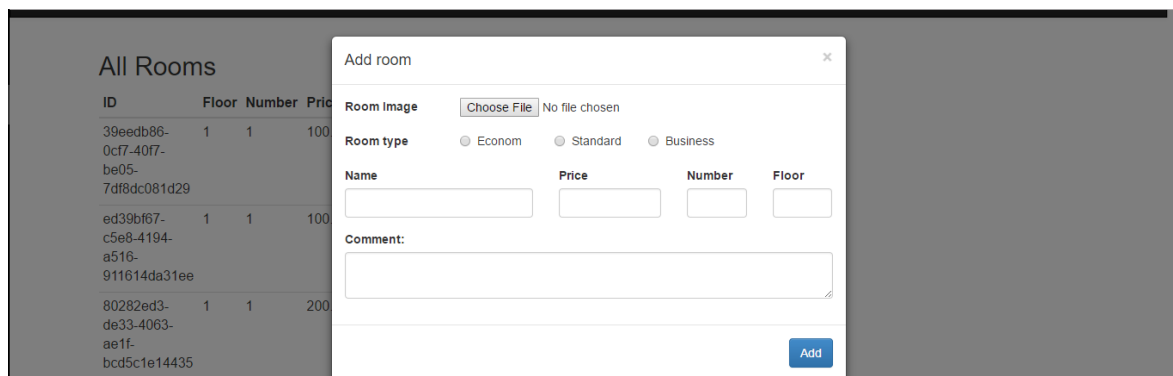 All Rooms
ID Floor Number Pric
39eedb86- 1 1 100
0cf7-40f7-
be05-
7df8dc081d29
ed39bf67- 1 1 100
c5e8-4194-
a516-
911614da31ee
80282ed3- 1 1 200
de33-4063-
ae1f-
bcd5c1e14435
Add room ×
Room Image Choose File No file chosen
Room type Econom Standard Business
Name Price Number Floor
Comment:
Add